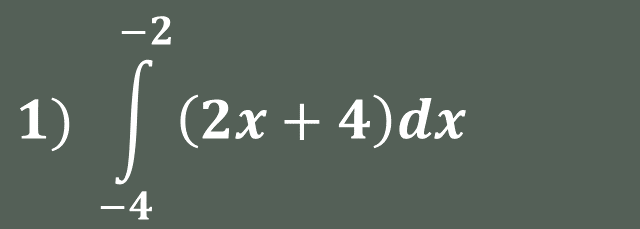 −2
1) ∫ (2x + 4)dx
−4